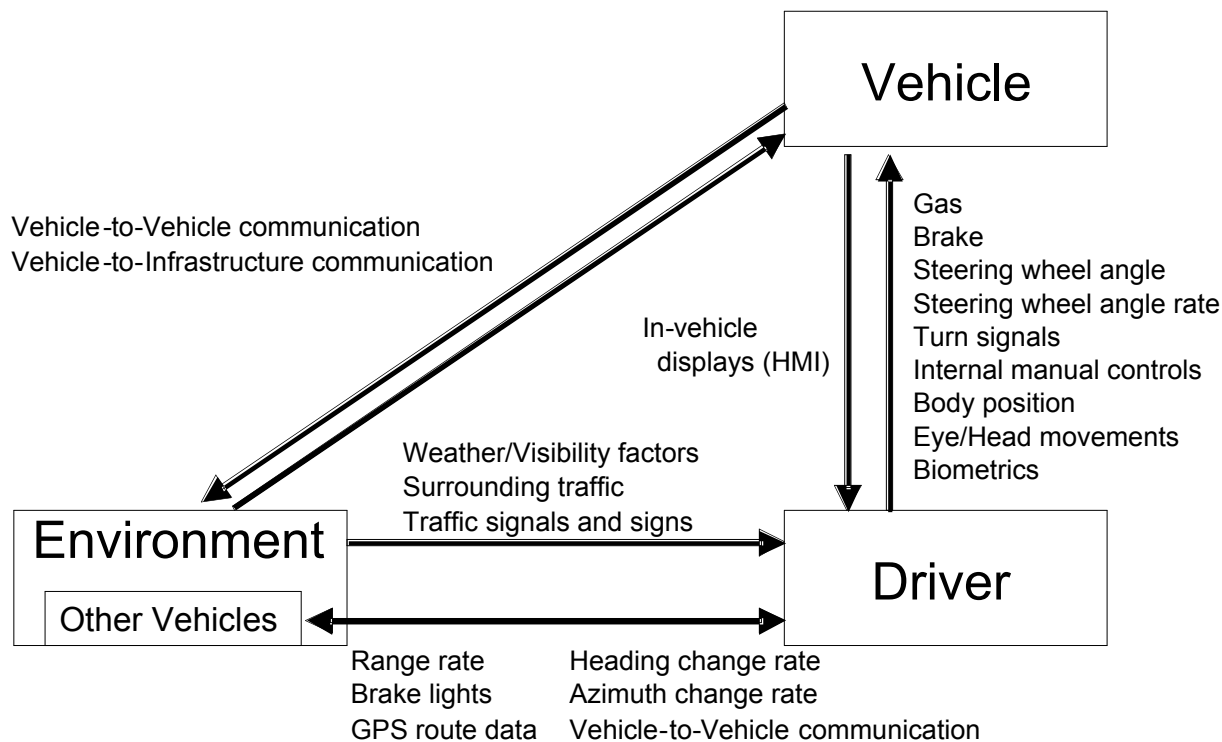 Vehicle
Vehicle-to-Vehicle communication
Vehicle-to-Infrastructure communication
Gas
Brake
Steering wheel angle
Steering wheel angle rate
Turn signals
Internal manual controls
Body position
Eye/Head movements
Biometrics
In-vehicle
displays (HMI)
Weather/Visibility factors
Surrounding traffic
Traffic signals and signs
Environment
Other Vehicles
Driver
Range rate
Brake lights
GPS route data
Heading change rate
Azimuth change rate
Vehicle-to-Vehicle communication